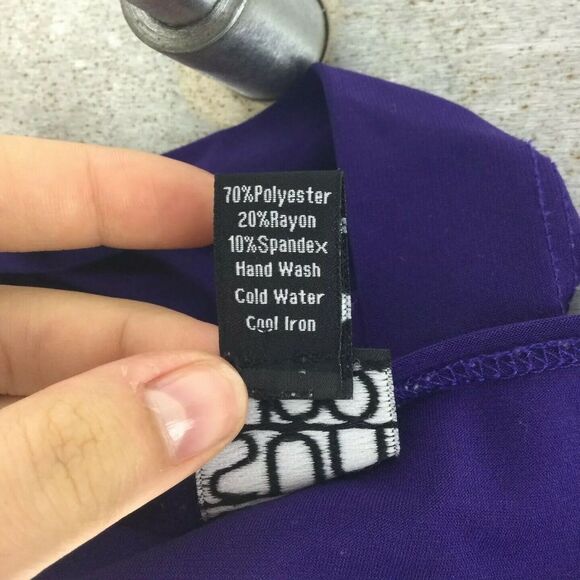 70%Polyester
20%Rayon
10%Spandex
Hand Wash
Cold Water
Cool Iron